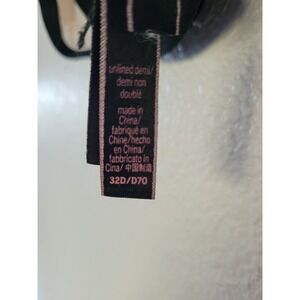 unlined demi/
demi non
doublé
made in
China/
fabriqué en
Chine/hecho
en China/
fabbricato in
Cina/中国制造
32D/D70